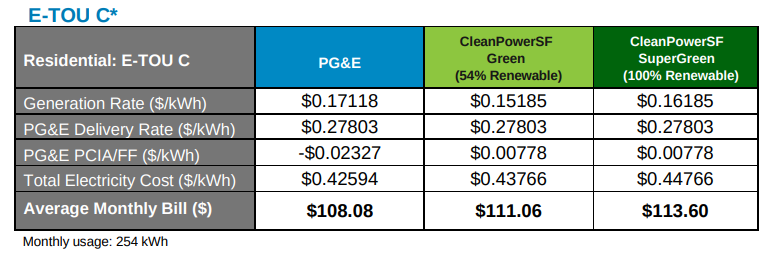 E-TOU C*
Residential: E-TOU C PG&E CleanPowerSF Green (54% Renewable) CleanPowerSF SuperGreen (100% Renewable)
Generation Rate ($/kWh) $0.17118 $0.15185 $0.16185
PG&E Delivery Rate ($/kWh) $0.27803 $0.27803 $0.27803
PG&E PCIA/FF ($/kWh) -$0.02327 $0.00778 $0.00778
Total Electricity Cost ($/kWh) $0.42594 $0.43766 $0.44766
Average Monthly Bill ($) $108.08 $111.06 $113.60
Monthly usage: 254 kWh